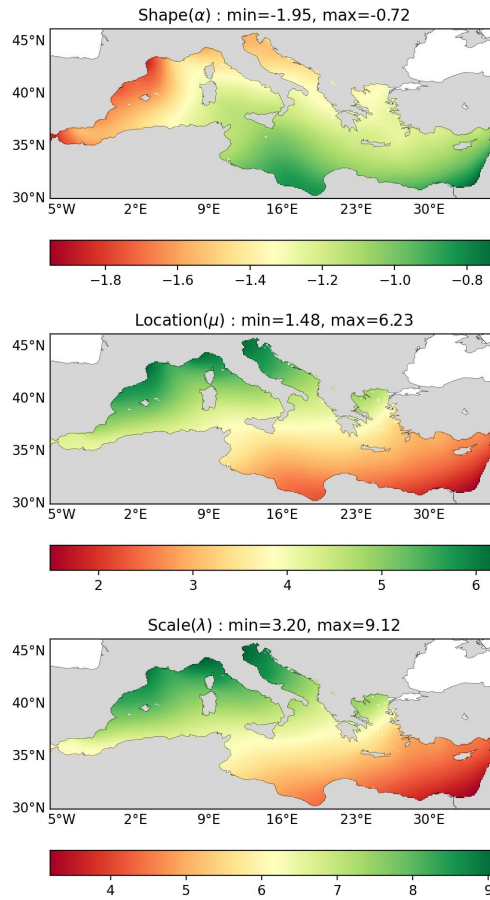 Shape(α) : min=-1.95, max=-0.72
45°N
40°N
35°N
30°N
5°W 2°E 9°E 16°E 23°E 30°E
−1.8 −1.6 −1.4 −1.2 −1.0 −0.8
Location(μ) : min=1.48, max=6.23
45°N
40°N
35°N
30°N
5°W 2°E 9°E 16°E 23°E 30°E
2 3 4 5 6
Scale(λ) : min=3.20, max=9.12
45°N
40°N
35°N
30°N
5°W 2°E 9°E 16°E 23°E 30°E
4 5 6 7 8 9